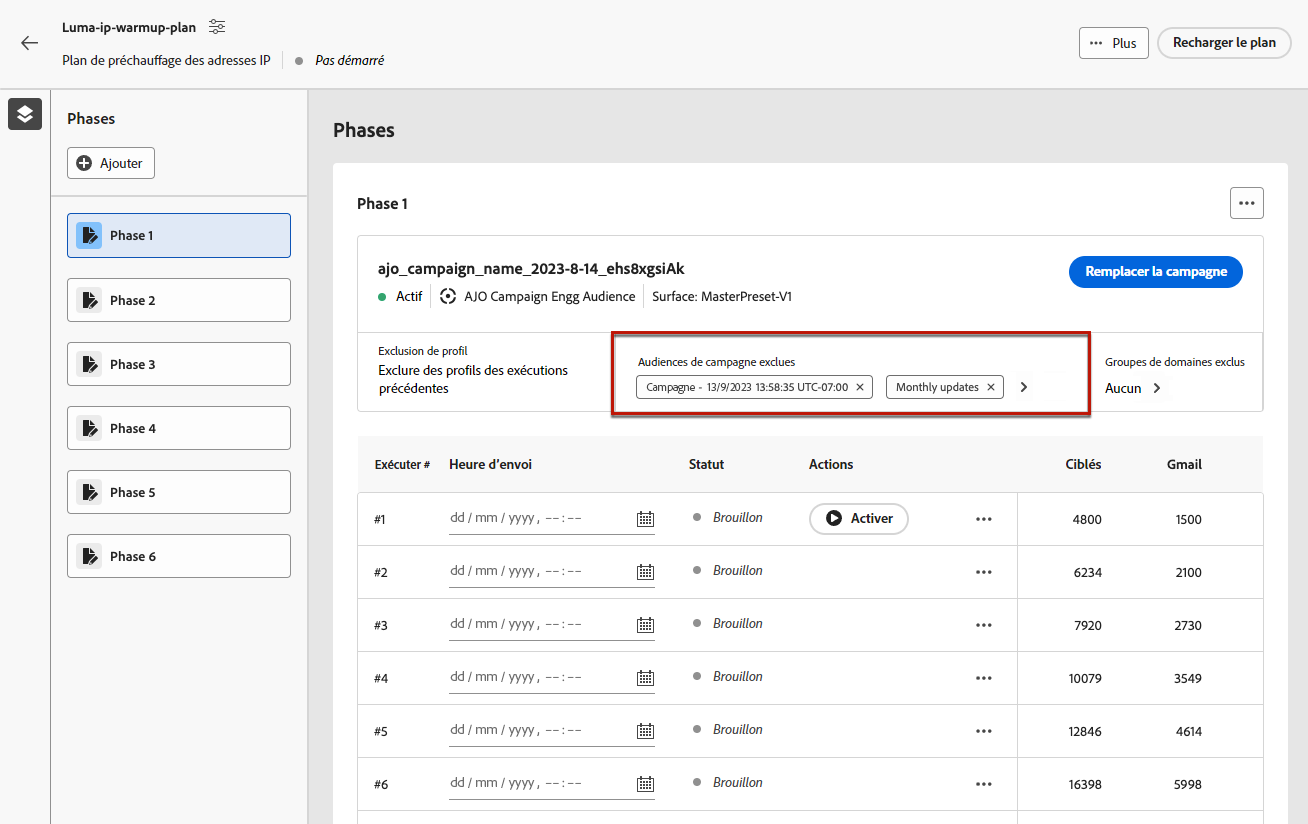 Luma-ip-warmup-plan
Plan de préchauffage des adresses IP
Pas démarré
Plus
Recharger le plan
Phases
Ajouter
Phase 1
Phase 2
Phase 3
Phase 4
Phase 5
Phase 6
Phases
Phase 1
ajo_campaign_name_2023-8-14_ehs8xgsiAk
Actif
AJO Campaign Engg Audience
Surface: MasterPreset-V1
Remplacer la campagne
Exclusion de profil
Exclure des profils des exécutions
précédentes
Audiences de campagne exclues
Campagne - 13/9/2023 13:58:35 UTC-07:00
Monthly updates
Groupes de domaines exclus
Aucun
Exécuter # Heure d'envoi Statut Actions Ciblés Gmail
#1 dd / mm / yyyy , --:-- Brouillon Activer 4800 1500
#2 dd / mm / yyyy , --:-- Brouillon 6234 2100
#3 dd / mm / yyyy , --:-- Brouillon 7920 2730
#4 dd / mm / yyyy , --:-- Brouillon 10079 3549
#5 dd / mm / yyyy , --:-- Brouillon 12846 4614
#6 dd / mm / yyyy , --:-- Brouillon 16398 5998